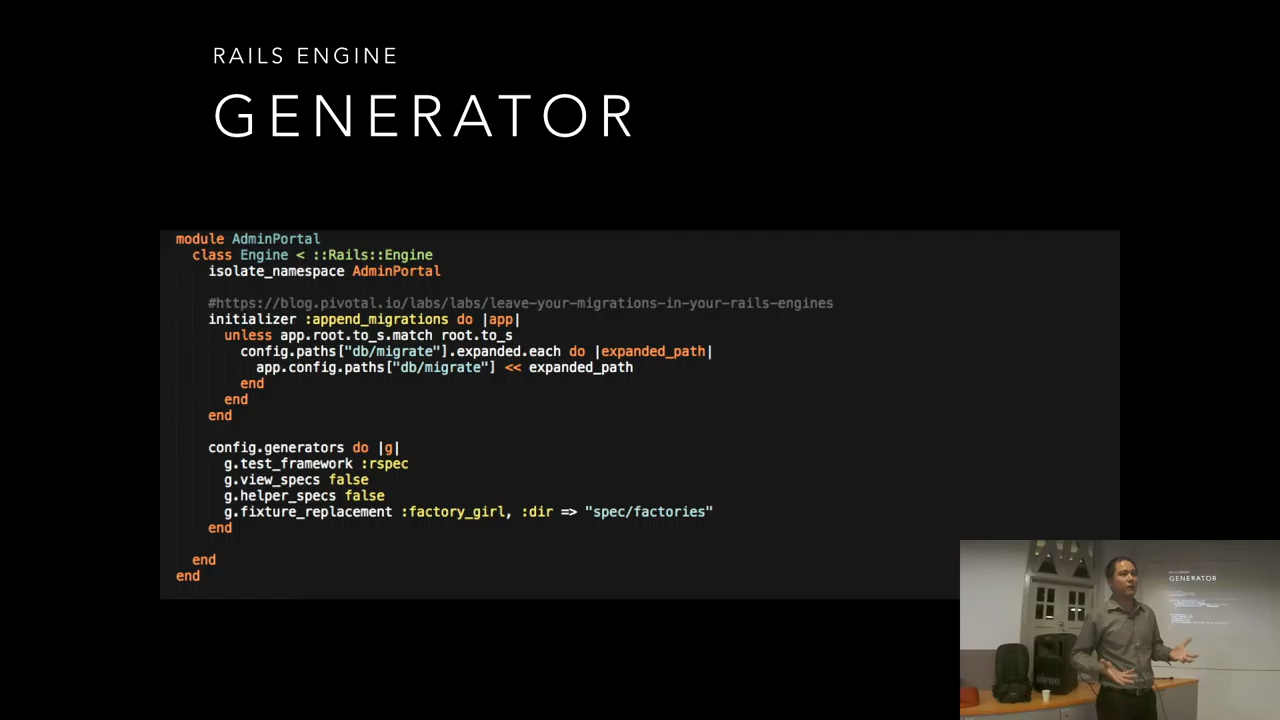 RAILS ENGINE
GENERATOR
module AdminPortal
class Engine < ::Rails::Engine
isolate_namespace AdminPortal
#https://blog.pivotal.io/labs/labs/leave-your-migrations-in-your-rails-engines
initializer :append_migrations do |app|
unless app.root.to_s.match root.to_s
config.paths["db/migrate"].expanded.each do |expanded_path|
app.config.paths["db/migrate"] << expanded_path
end
end
end
config.generators do |g|
g.test_framework :rspec
g.view_specs false
g.helper_specs false
g.fixture_replacement :factory_girl, :dir => "spec/factories"
end
end
end
GENERATOR